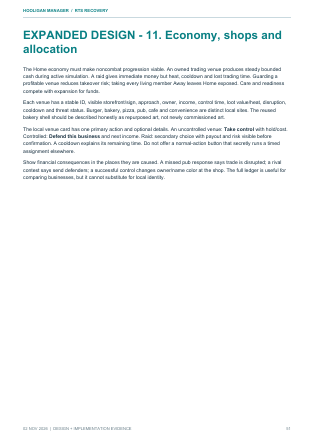 HOOLIGAN MANAGER / RTS RECOVERY
EXPANDED DESIGN - 11. Economy, shops and
allocation
The Home economy must make noncombat progression viable. An owned trading venue produces steady bounded
cash during active simulation. A raid gives immediate money but heat, cooldown and lost trading time. Guarding a
profitable venue reduces risk; taking every living member Away leaves Home exposed. Care and readiness
compete with expansion for funds.
Each venue has a stable ID, visible storefront/sign, approach, owner, income, control time, loot value/heat, disruption,
cooldown and threat status. Burger, bakery, pizza, pub, cafe and convenience are distinct local sites. The reused
bakery shell should be described honestly as repurposed art, not newly commissioned art.
The local venue card has one primary action and optional details. An uncontrolled venue: Take control with hold/cost.
Controlled: Defend this business and next income. Raid: secondary choice with payout and risk visible before
confirmation. A cooldown explains its remaining time. Do not offer a normal-action button that secretly runs a timed
assignment elsewhere.
Show financial consequences in the places they are caused. A missed pub response says trade is disrupted; a rival
contest says send defenders; a successful control changes owner/name color at the shop. The full ledger is useful for
comparing businesses, but it cannot substitute for local identity.
02 NOV 2025 | DESIGN + IMPLEMENTATION EVIDENCE